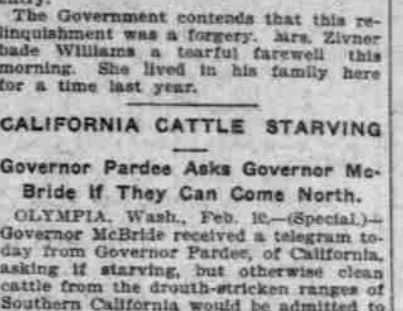 The Government contends that this re-
linquishment was a forgery. Mrs. Zivner
bade Williams a tearful farewell this
morning. She lived in his family here
for a time last year.
CALIFORNIA CATTLE STARVING
Governor Pardee Asks Governor Mc-
Bride if They Can Come North.
OLYMPIA, Wash., Feb. —(Special.)—
Governor McBride received a telegram to-
day from Governor Pardee, of California,
asking if starving, but otherwise clean
cattle from the drouth-stricken ranges of
Southern California would be admitted to